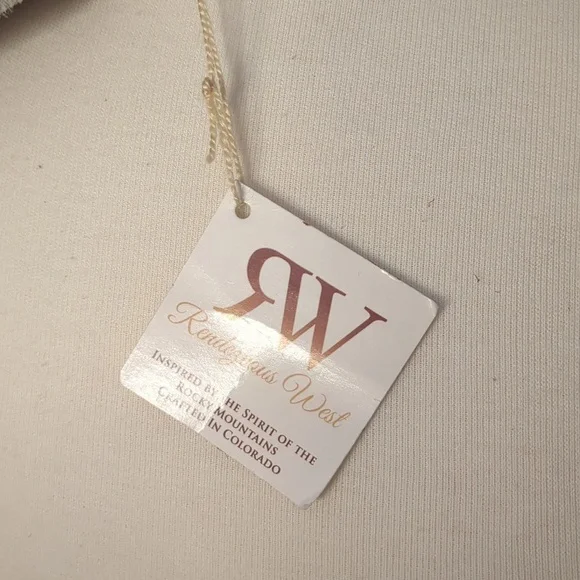 RW
Rendezvous West
Inspired by the Spirit of the
Rocky Mountains
Crafted in Colorado